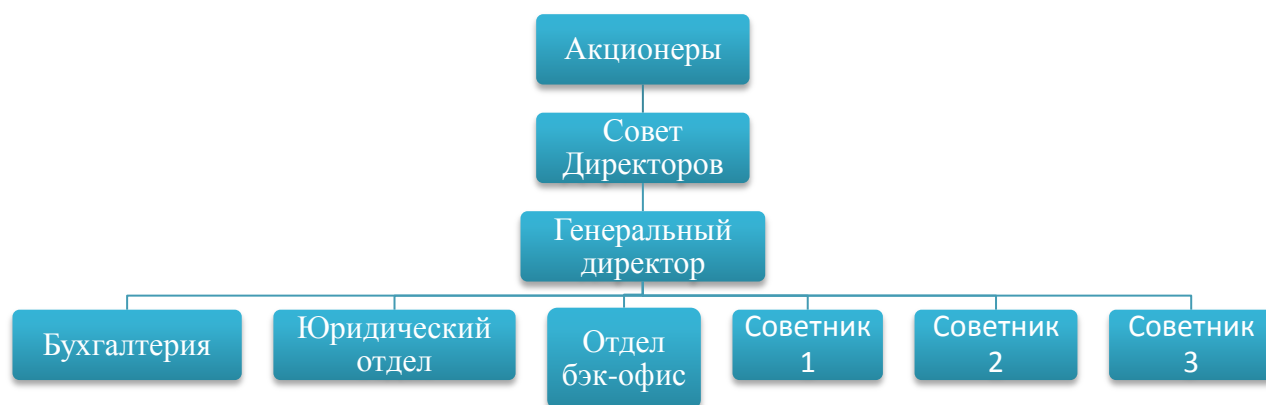 Акционеры
Совет
Директоров
Генеральный
директор
Бухгалтерия
Юридический
отдел
Отдел
бэк-офис
Советник
1
Советник
2
Советник
3